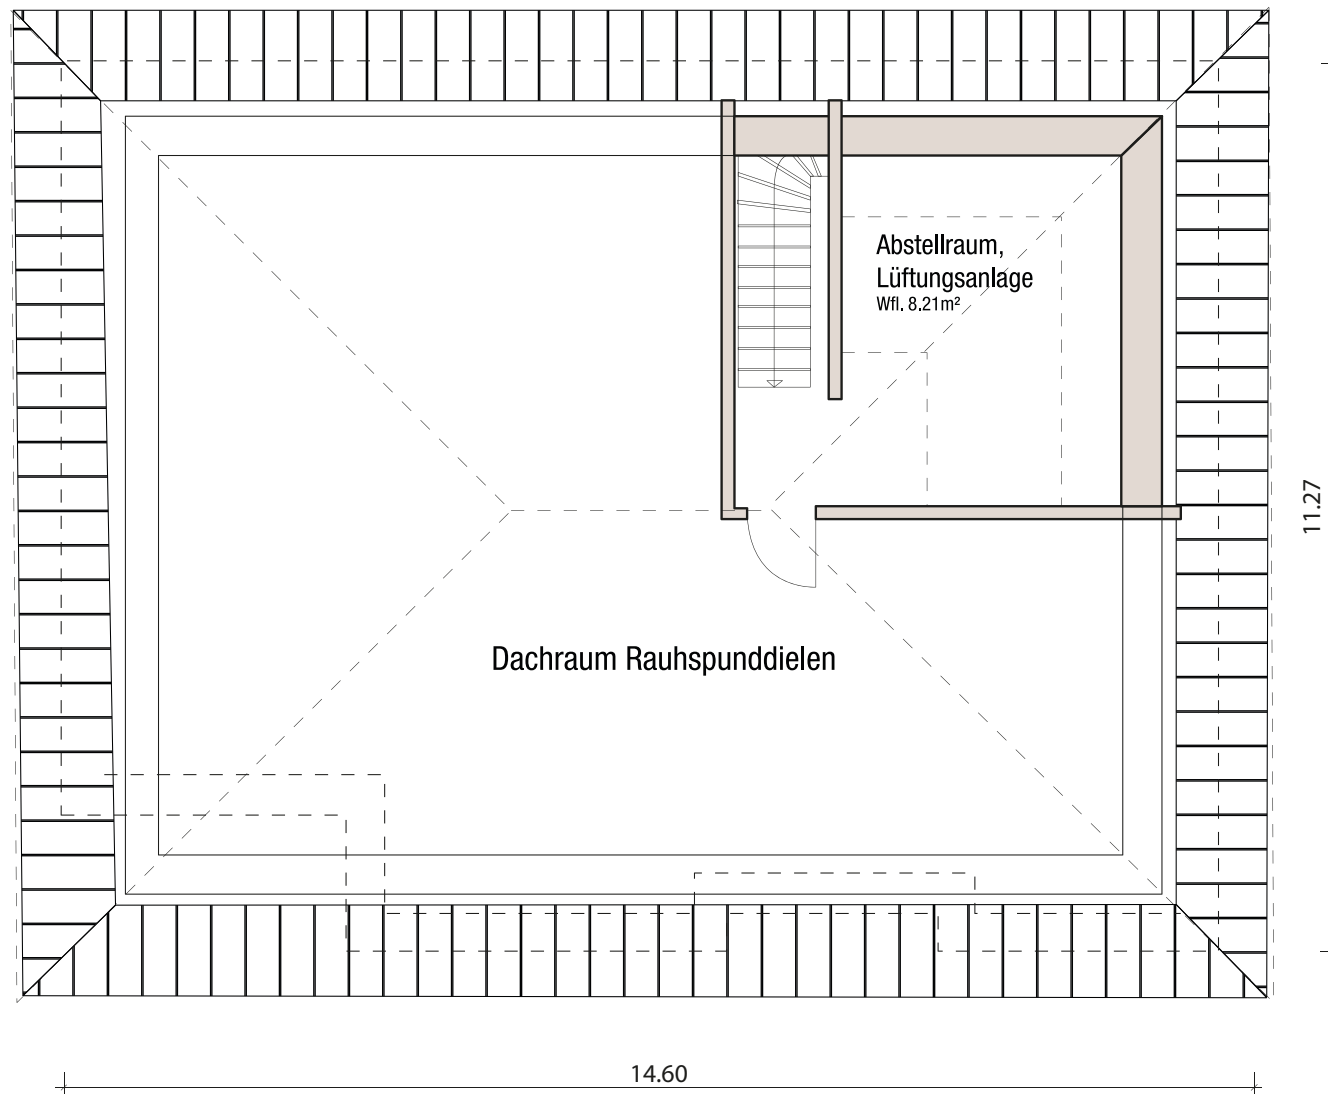 Abstellraum,
Lüftungsanlage
Wfl. 8.21m²
11.27
Dachraum Rauhspunddielen
14.60